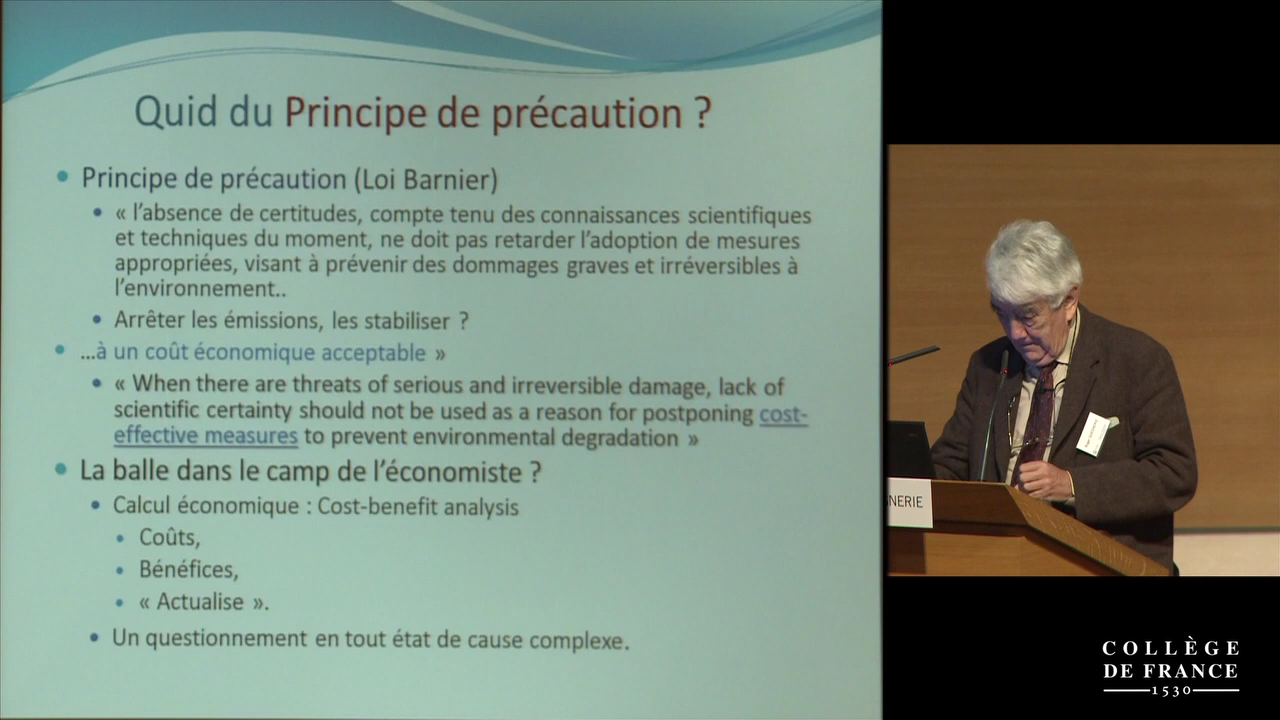 Quid du Principe de précaution ?
Principe de précaution (Loi Barnier)
« l'absence de certitudes, compte tenu des connaissances scientifiques
et techniques du moment, ne doit pas retarder l'adoption de mesures
appropriées, visant à prévenir des dommages graves et irréversibles à
l'environnement..
Arrêter les émissions, les stabiliser ?
...à un coût économique acceptable »
« When there are threats of serious and irreversible damage, lack of
scientific certainty should not be used as a reason for postponing cost-
effective measures to prevent environmental degradation »
La balle dans le camp de l'économiste ?
Calcul économique : Cost-benefit analysis
Coûts,
Bénéfices,
« Actualise ».
Un questionnement en tout état de cause complexe.
NERIE
COLLÈGE
DE FRANCE
1530